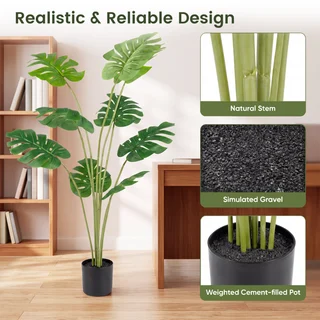 Realistic & Reliable Design
Natural Stem
Simulated Gravel
Weighted Cement-filled Pot